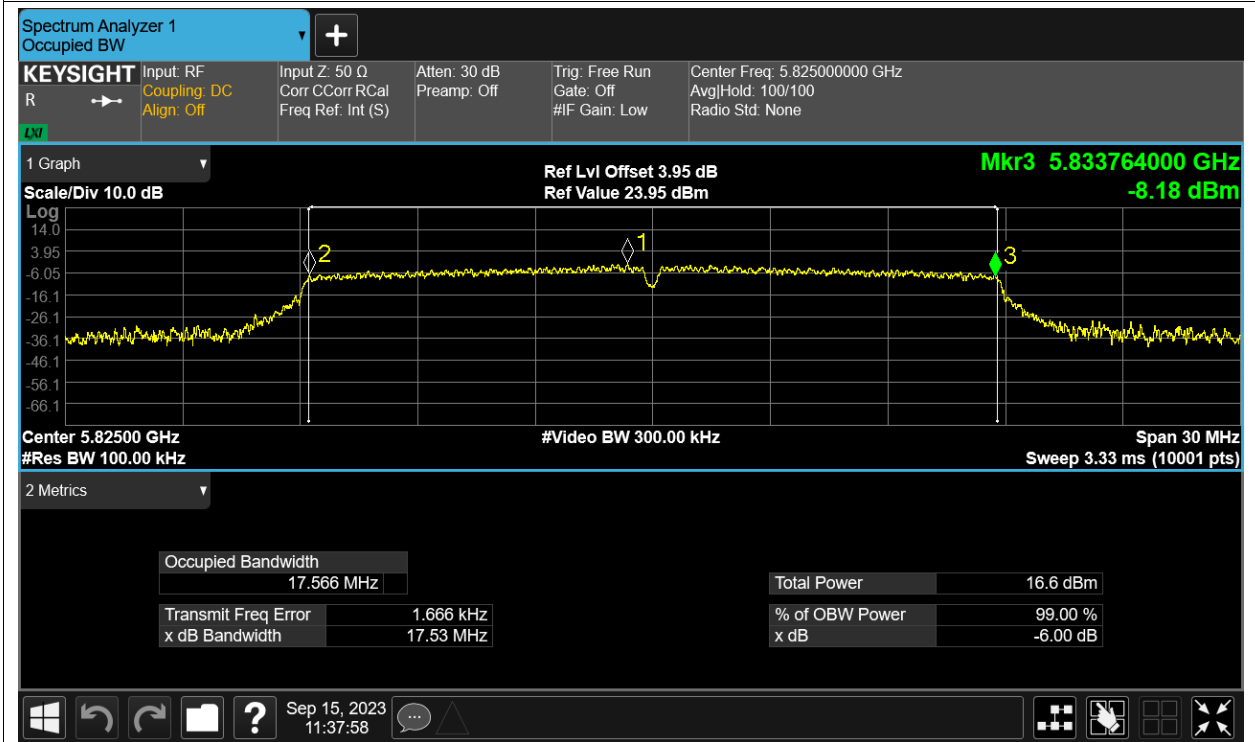 Spectrum Analyzer 1
Occupied BW
KEYSIGHT
R
LXI
Input: RF
Coupling: DC
Align: Off
Input Z: 50 Ω
Corr CCorr RCal
Freq Ref: Int (S)
Atten: 30 dB
Preamp: Off
Trig: Free Run
Gate: Off
#IF Gain: Low
Center Freq: 5.825000000 GHz
Avg|Hold: 100/100
Radio Std: None
1 Graph
Scale/Div 10.0 dB
Ref Lvl Offset 3.95 dB
Ref Value 23.95 dBm
Mkr3 5.833764000 GHz
-8.18 dBm
Log
14.0
3.95
-6.05
-16.1
-26.1
-36.1
-46.1
-56.1
-66.1
2
1
3
Center 5.82500 GHz
#Res BW 100.00 kHz
#Video BW 300.00 kHz
Span 30 MHz
Sweep 3.33 ms (10001 pts)
2 Metrics
Occupied Bandwidth
17.566 MHz
Transmit Freq Error 1.666 kHz
x dB Bandwidth 17.53 MHz
Total Power 16.6 dBm
% of OBW Power 99.00 %
x dB -6.00 dB
?
Sep 15, 2023
11:37:58